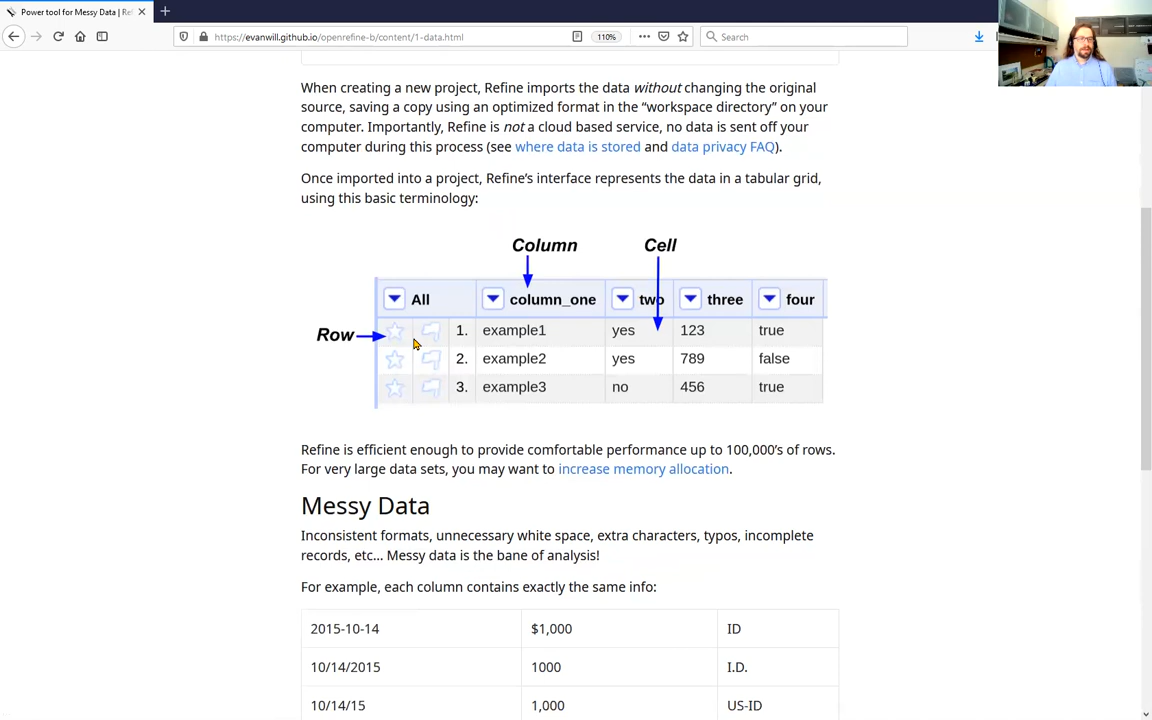 Power tool for Messy Data | Re
https://evanwill.github.io/openrefine-b/content/1-data.html
110%
Search
When creating a new project, Refine imports the data without changing the original
source, saving a copy using an optimized format in the “workspace directory” on your
computer. Importantly, Refine is not a cloud based service, no data is sent off your
computer during this process (see where data is stored and data privacy FAQ).
Once imported into a project, Refine’s interface represents the data in a tabular grid,
using this basic terminology:
Column Cell
All column_one two three four
Row 1. example1 yes 123 true
2. example2 yes 789 false
3. example3 no 456 true
Refine is efficient enough to provide comfortable performance up to 100,000’s of rows.
For very large data sets, you may want to increase memory allocation.
Messy Data
Inconsistent formats, unnecessary white space, extra characters, typos, incomplete
records, etc... Messy data is the bane of analysis!
For example, each column contains exactly the same info:
2015-10-14 $1,000 ID
10/14/2015 1000 I.D.
10/14/15 1,000 US-ID